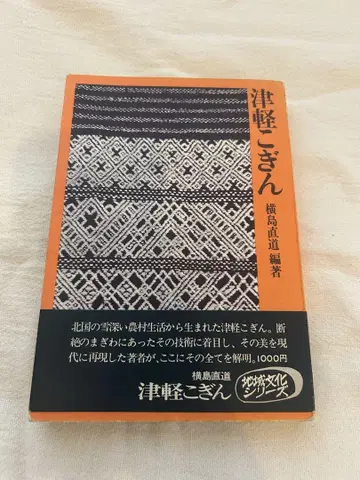 津軽こぎん
横島直道 編著
北国の雪深い農村生活から生まれた津軽こぎん。断
絶のまぎわにあったその技術に着目し、その美を現
代に再現した著者が、ここにその全てを解明。1000円
横島直道
津軽こぎん
地域文化
シリーズ